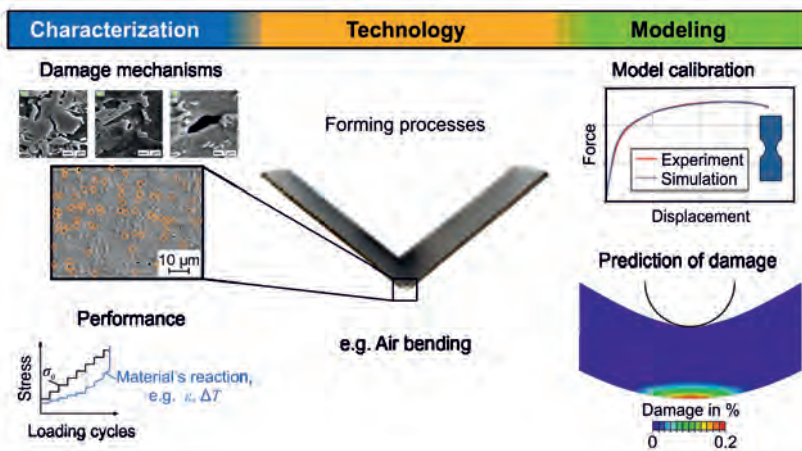 Characterization
Technology
Modeling
Damage mechanisms
10 µm
Performance
Stress
σa
Material's reaction,
e.g. ε, ΔT
Loading cycles
Forming processes
e.g. Air bending
Model calibration
Force
Experiment
Simulation
Displacement
Prediction of damage
Damage in %
0
0.2